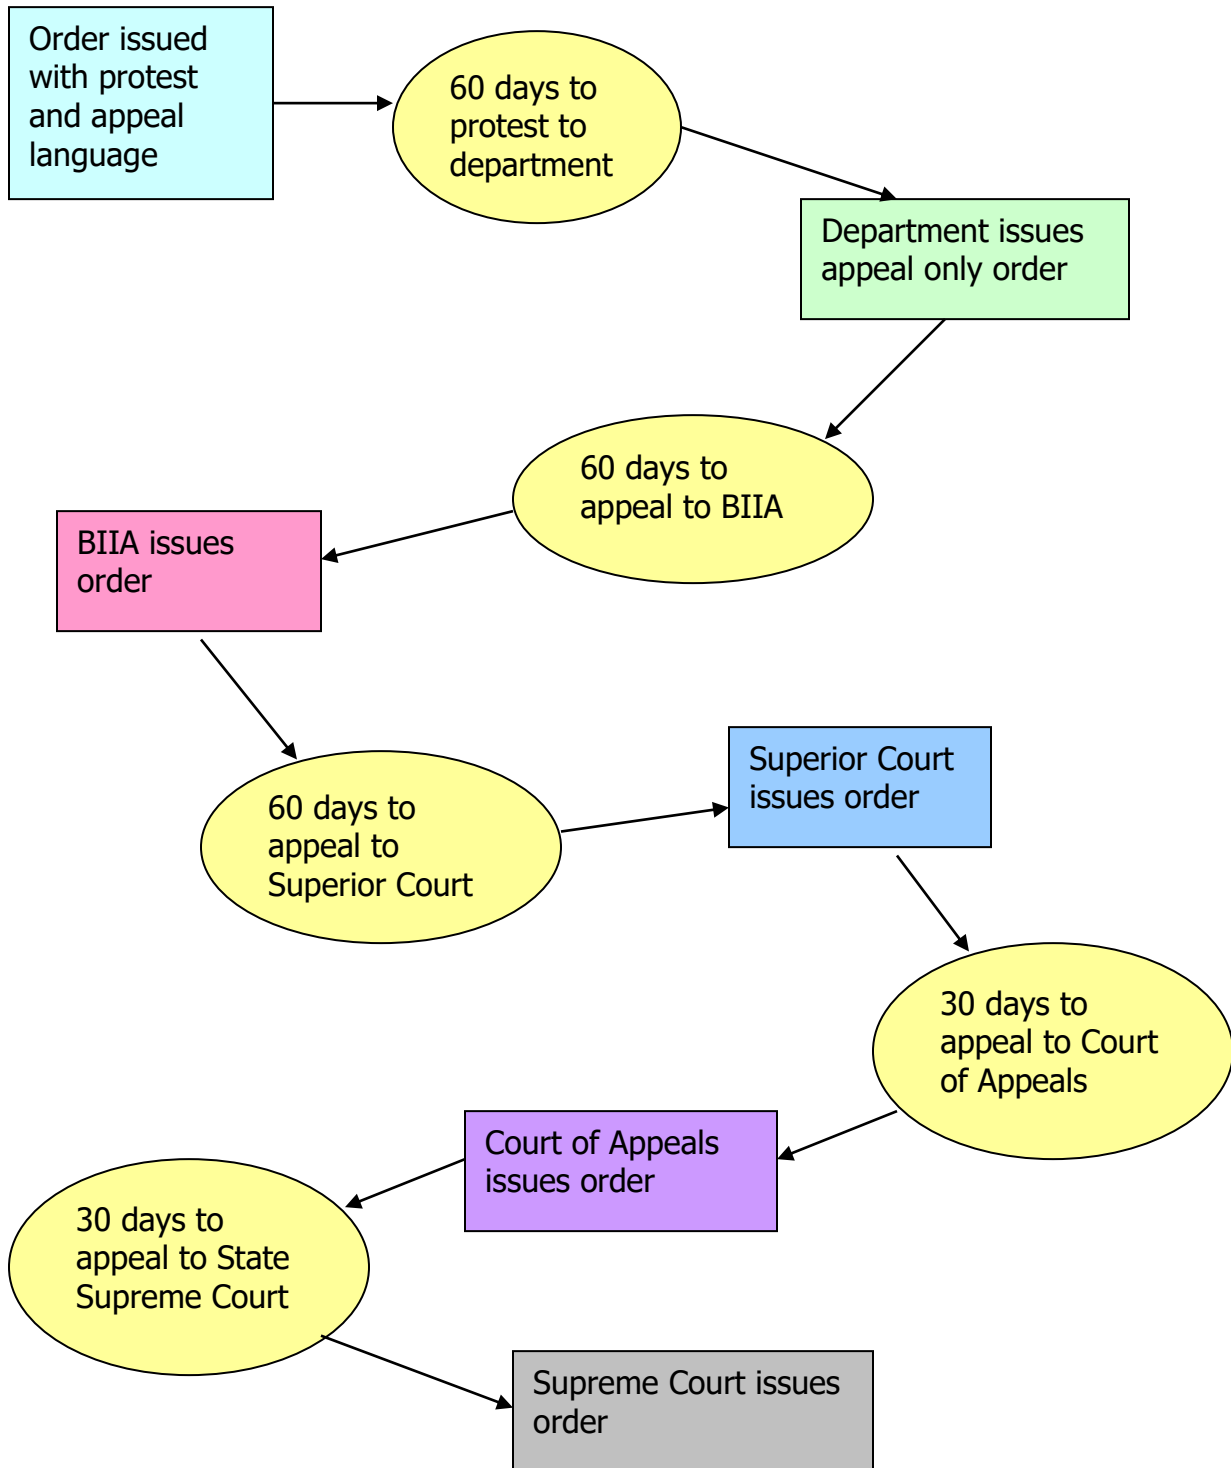 Order issued
with protest
and appeal
language
60 days to
protest to
department
Department issues
appeal only order
60 days to
appeal to BIIA
BIIA issues
order
60 days to
appeal to
Superior Court
Superior Court
issues order
30 days to
appeal to Court
of Appeals
Court of Appeals
issues order
30 days to
appeal to State
Supreme Court
Supreme Court issues
order